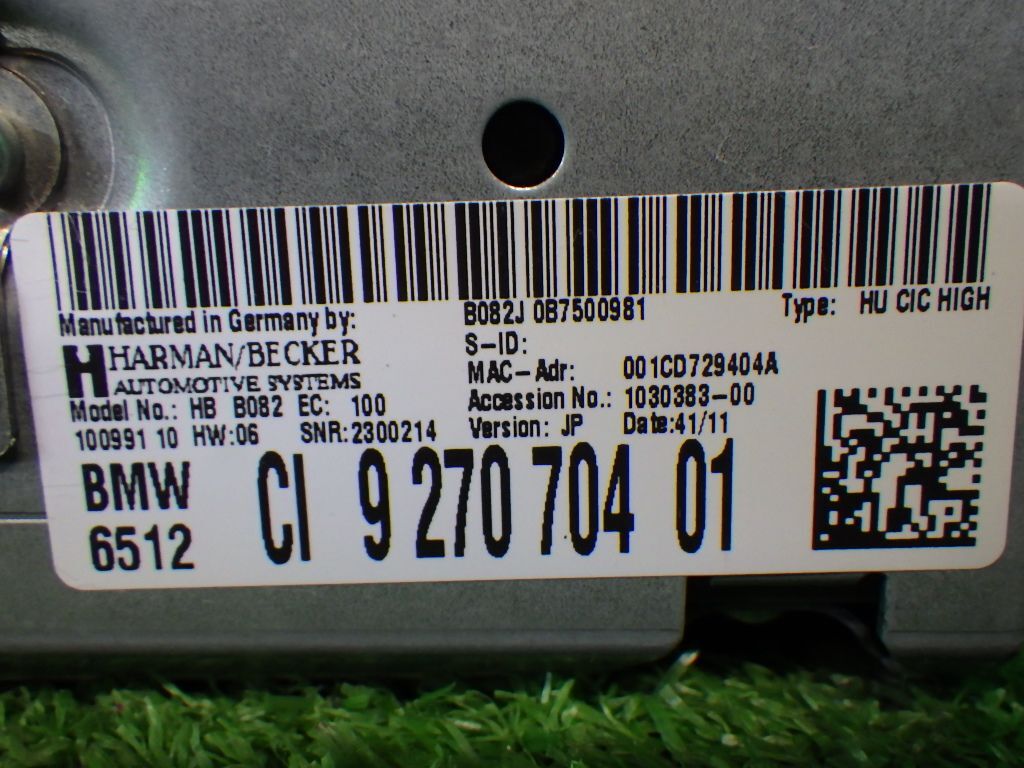 Manufactured in Germany by:
H HARMAN/BECKER
AUTOMOTIVE SYSTEMS
Model No.: HB B082 EC: 100
100991 10 HW:06 SNR:2300214
B082J 0B7500981
S-ID:
MAC-Adr: 001CD729404A
Accession No.: 1030383-00
Version: JP Date:41/11
Type: HU CIC HIGH
BMW
6512
CI 9 270 704 01